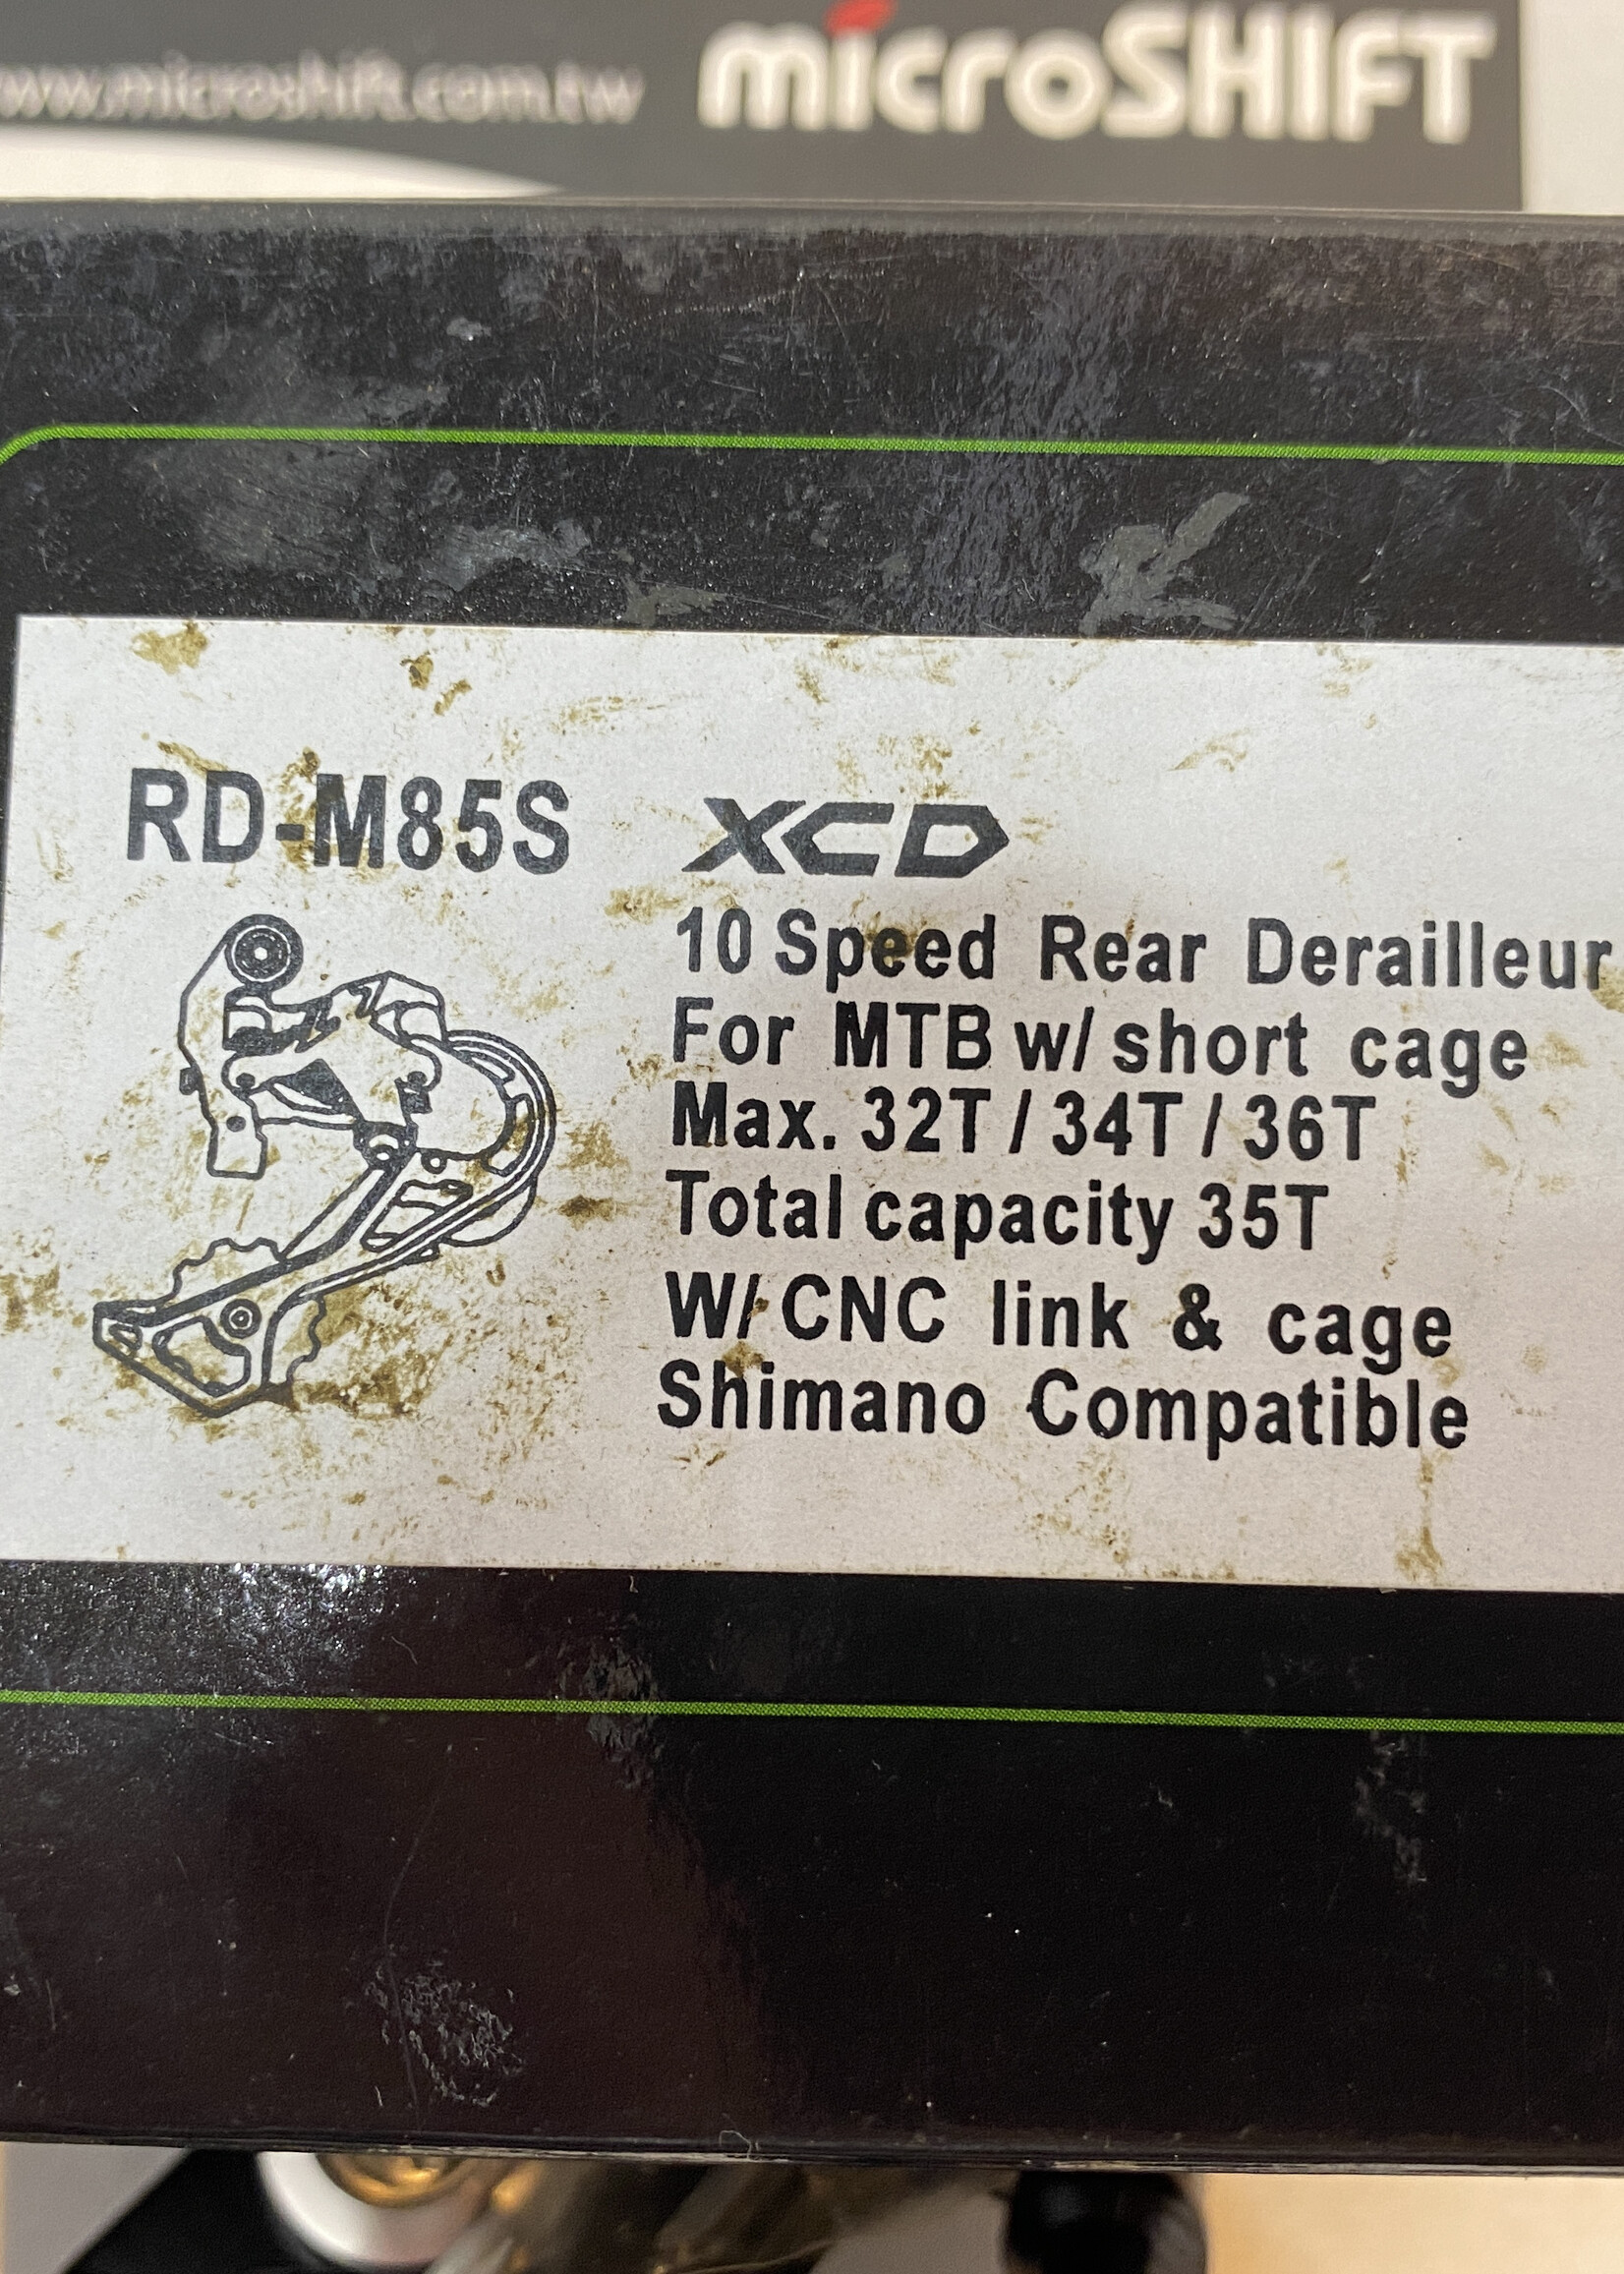 www.microshift.com.tw microSHIFT
RD-M85S XCD
10 Speed Rear Derailleur
For MTB w/ short cage
Max. 32T / 34T / 36T
Total capacity 35T
W/ CNC link & cage
Shimano Compatible